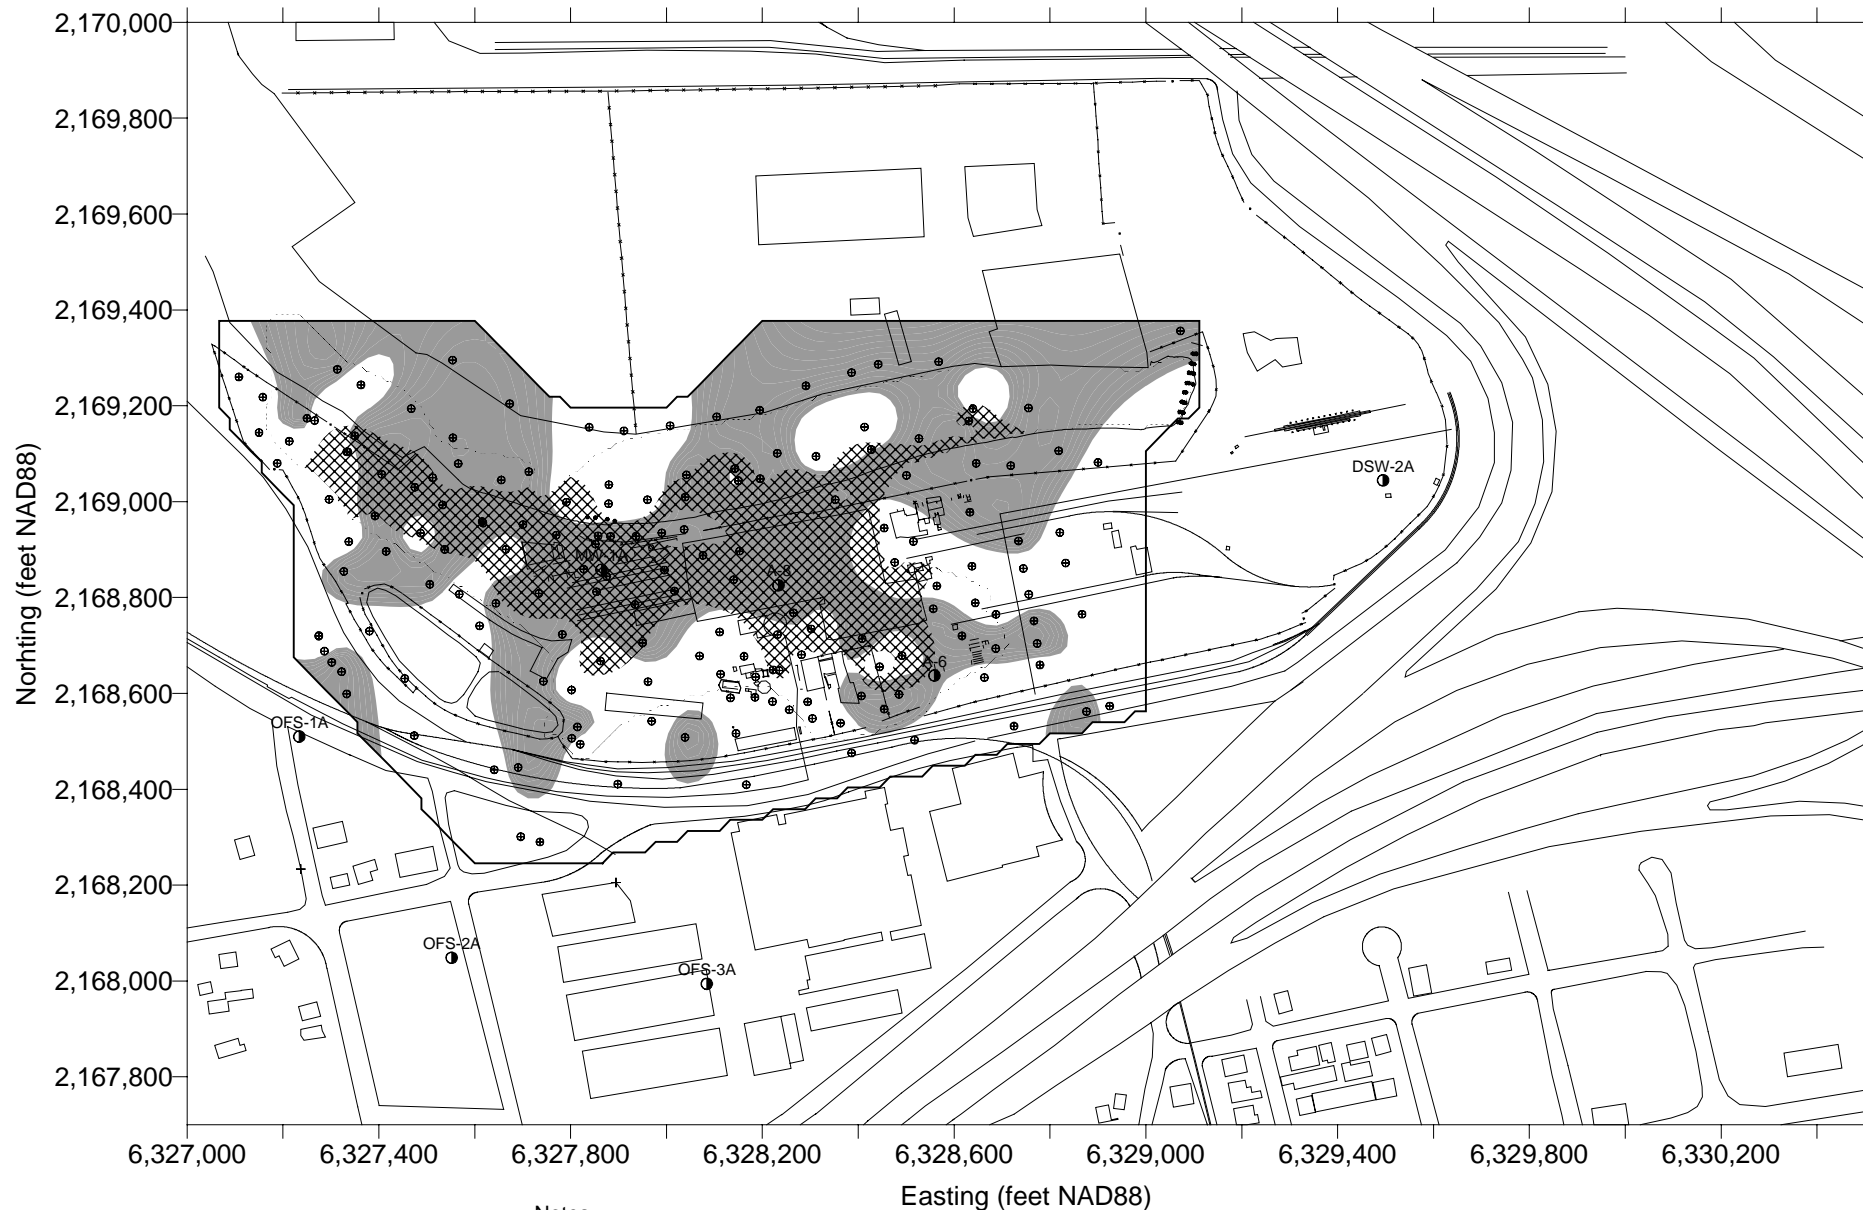 2,170,000
2,169,800
2,169,600
2,169,400
2,169,200
2,169,000
2,168,800
2,168,600
2,168,400
2,168,200
2,168,000
2,167,800
Norhting (feet NAD88)
DSW-2A
MW-1A
A-8
A-6
OFS-1A
OFS-2A
OFS-3A
6,327,000
6,327,400
6,327,800
6,328,200
6,328,600
6,329,000
6,329,400
6,329,800
6,330,200
Easting (feet NAD88)
Notes